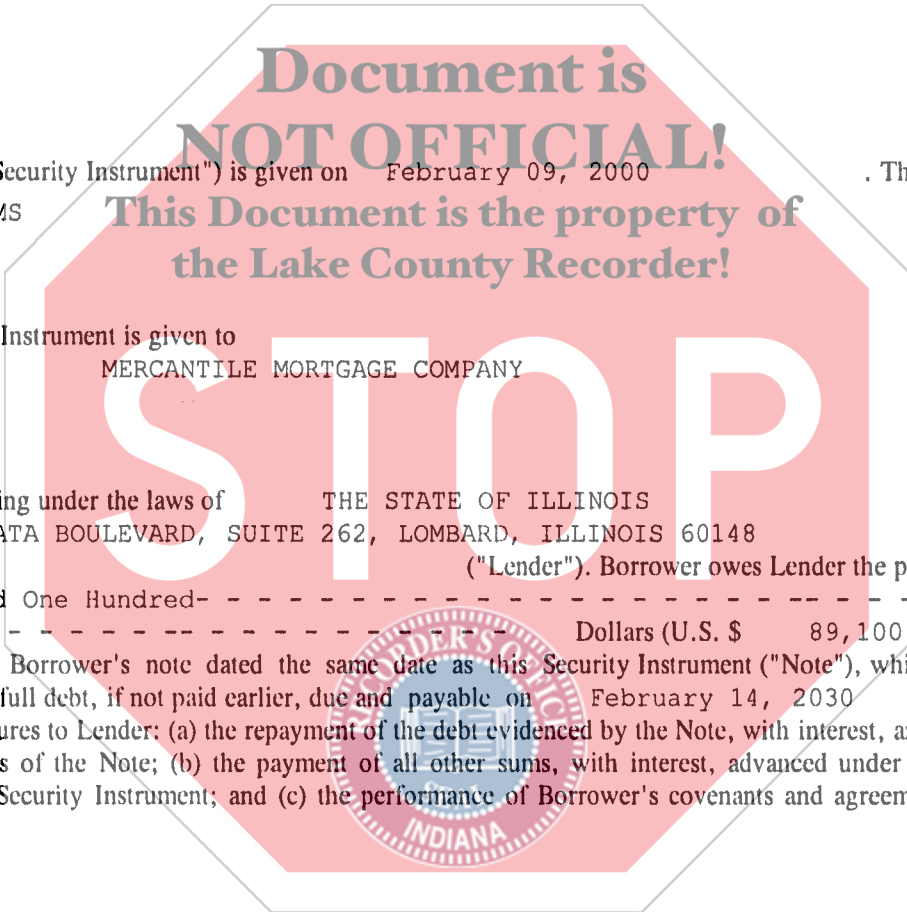 Document is
NOT OFFICIAL!
Security Instrument") is given on February 09, 2000 . Th
MS
This Document is the property of
the Lake County Recorder!
Instrument is given to
MERCANTILE MORTGAGE COMPANY
STOP
ing under the laws of THE STATE OF ILLINOIS
ATA BOULEVARD, SUITE 262, LOMBARD, ILLINOIS 60148
("Lender"). Borrower owes Lender the p
d One Hundred- - - - - - - - - - - - - - - - - - - - - - - -- - - -
- - - - - - - - - - - - - - - - - Dollars (U.S. $ 89,100
Borrower's note dated the same date as this Security Instrument ("Note"), whi
full debt, if not paid earlier, due and payable on February 14, 2030
ures to Lender: (a) the repayment of the debt evidenced by the Note, with interest, a
s of the Note; (b) the payment of all other sums, with interest, advanced under
Security Instrument; and (c) the performance of Borrower's covenants and agreem
RECORDER'S OFFICE
SEAL
INDIANA